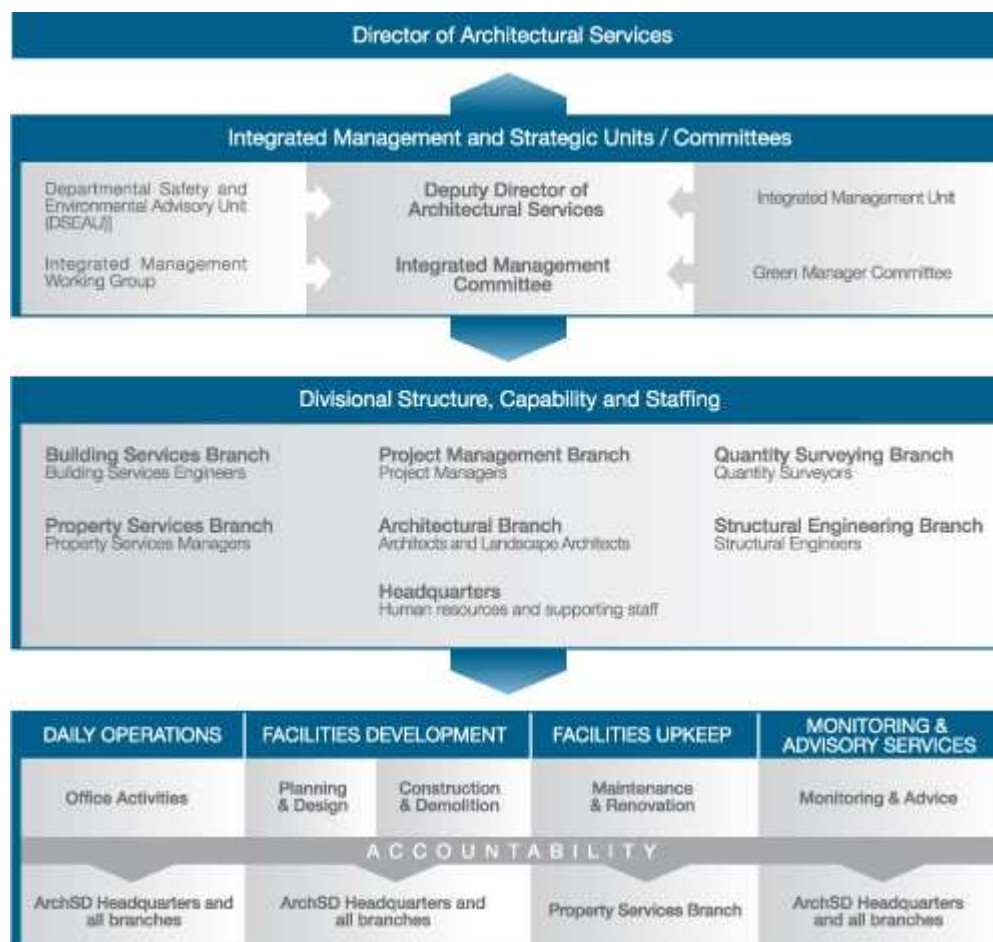 Director of Architectural Services
Integrated Management and Strategic Units / Committees
Departmental Safety and
Environmental Advisory Unit
(DSEAU)]
Integrated Management
Working Group
Deputy Director of
Architectural Services
Integrated Management
Committee
Integrated Management Unit
Green Manager Committee
Divisional Structure, Capability and Staffing
Building Services Branch
Building Services Engineers
Project Management Branch
Project Managers
Quantity Surveying Branch
Quantity Surveyors
Property Services Branch
Property Services Managers
Architectural Branch
Architects and Landscape Architects
Structural Engineering Branch
Structural Engineers
Headquarters
Human resources and supporting staff
DAILY OPERATIONS
FACILITIES DEVELOPMENT
FACILITIES UPKEEP
MONITORING &
ADVISORY SERVICES
Office Activities
Planning
& Design
Construction
& Demolition
Maintenance
& Renovation
Monitoring & Advice
ACCOUNTABILITY
ArchSD Headquarters and
all branches
ArchSD Headquarters and
all branches
Property Services Branch
ArchSD Headquarters
and all branches